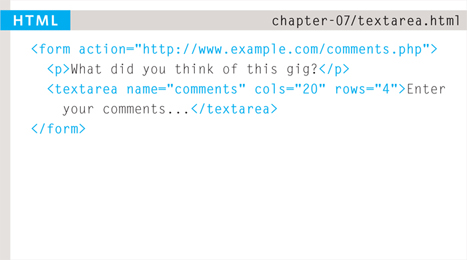 HTML
chapter-07/textarea.html
<form action="http://www.example.com/comments.php">
<p>What did you think of this gig?</p>
<textarea name="comments" cols="20" rows="4">Enter
your comments...</textarea>
</form>